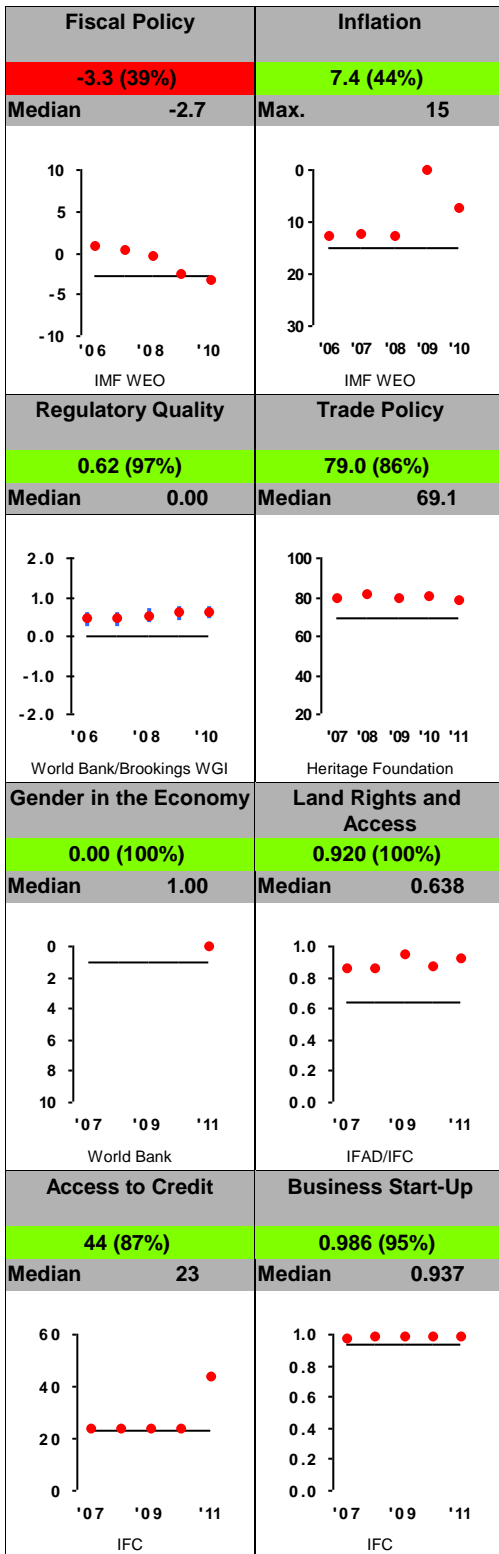 Fiscal Policy
-3.3 (39%)
Median -2.7
10
5
0
-5
-10
'06 '08 '10
IMF WEO
Inflation
7.4 (44%)
Max. 15
0
10
20
30
'06 '07 '08 '09 '10
IMF WEO
Regulatory Quality
0.62 (97%)
Median 0.00
2.0
1.0
0.0
-1.0
-2.0
'06 '08 '10
World Bank/Brookings WGI
Trade Policy
79.0 (86%)
Median 69.1
100
80
60
40
20
'07 '08 '09 '10 '11
Heritage Foundation
Gender in the Economy
0.00 (100%)
Median 1.00
0
2
4
6
8
10
'07 '09 '11
World Bank
Land Rights and
Access
0.920 (100%)
Median 0.638
1.0
0.8
0.6
0.4
0.2
0.0
'07 '09 '11
IFAD/IFC
Access to Credit
44 (87%)
Median 23
60
40
20
0
'07 '09 '11
IFC
Business Start-Up
0.986 (95%)
Median 0.937
1.0
0.8
0.6
0.4
0.2
0.0
'07 '09 '11
IFC